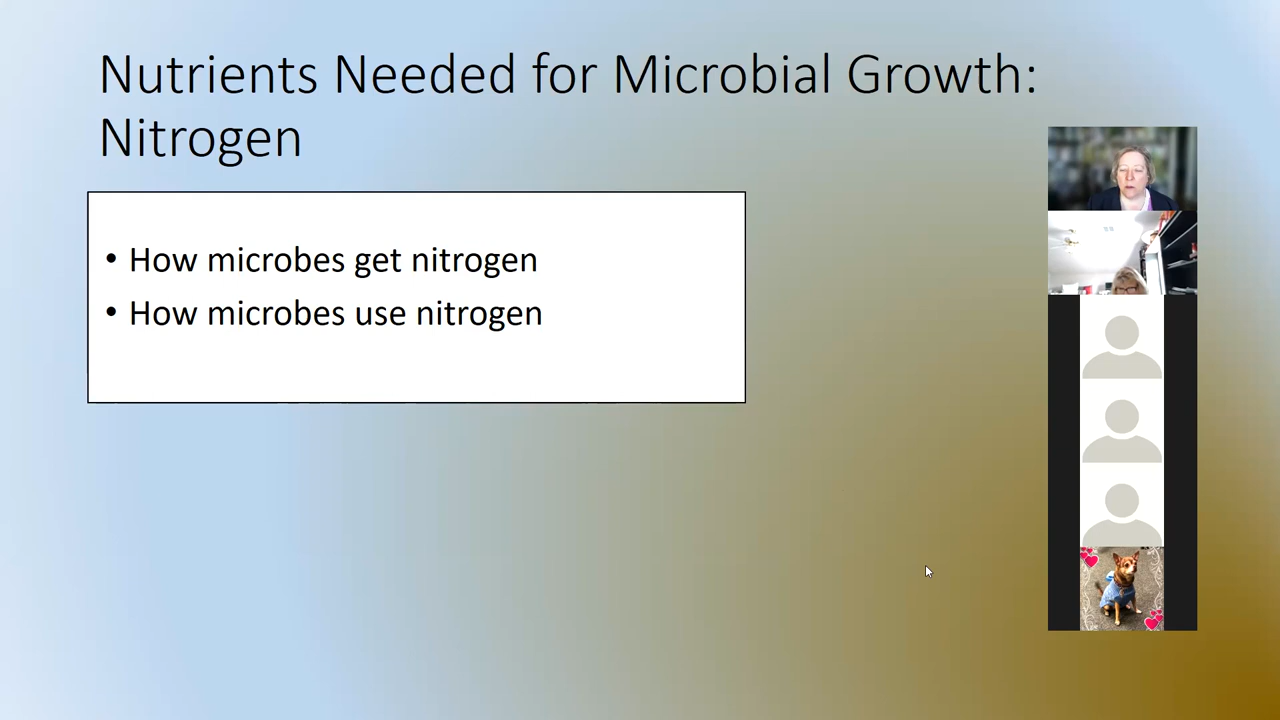 Nutrients Needed for Microbial Growth:
Nitrogen
• How microbes get nitrogen
• How microbes use nitrogen